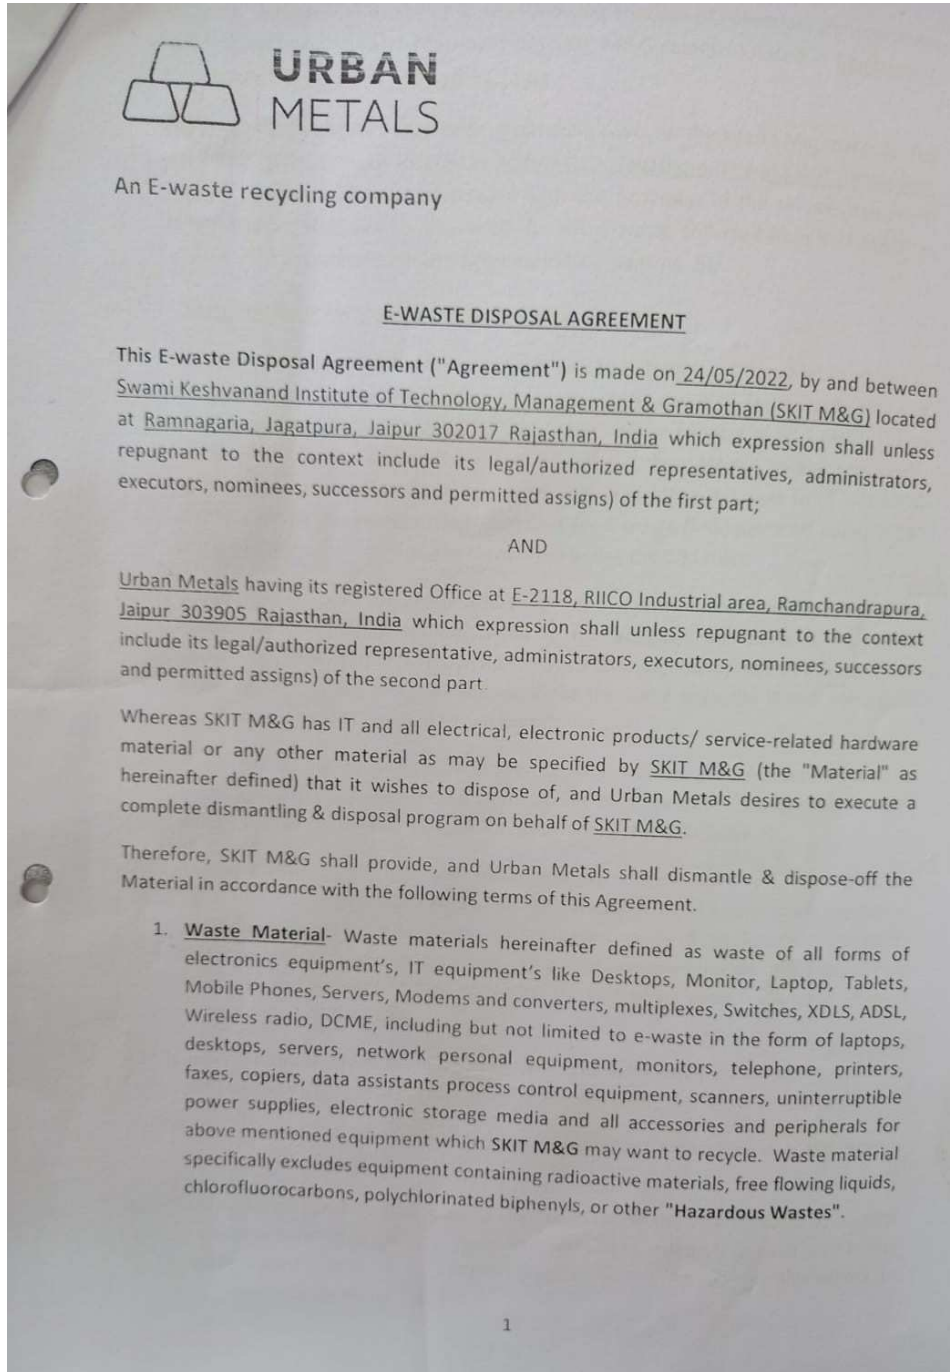 URBAN
METALS
An E-waste recycling company
E-WASTE DISPOSAL AGREEMENT
This E-waste Disposal Agreement ("Agreement") is made on 24/05/2022, by and between
Swami Keshvanand Institute of Technology, Management & Gramothan (SKIT M&G) located
at Ramnagaria, Jagatpura, Jaipur 302017 Rajasthan, India which expression shall unless
repugnant to the context include its legal/authorized representatives, administrators,
executors, nominees, successors and permitted assigns) of the first part;
AND
Urban Metals having its registered Office at E-2118, RIICO Industrial area, Ramchandrapura,
Jaipur 303905 Rajasthan, India which expression shall unless repugnant to the context
include its legal/authorized representative, administrators, executors, nominees, successors
and permitted assigns) of the second part.
Whereas SKIT M&G has IT and all electrical, electronic products/ service-related hardware
material or any other material as may be specified by SKIT M&G (the "Material" as
hereinafter defined) that it wishes to dispose of, and Urban Metals desires to execute a
complete dismantling & disposal program on behalf of SKIT M&G.
Therefore, SKIT M&G shall provide, and Urban Metals shall dismantle & dispose-off the
Material in accordance with the following terms of this Agreement.
1. Waste Material- Waste materials hereinafter defined as waste of all forms of
electronics equipment's, IT equipment's like Desktops, Monitor, Laptop, Tablets,
Mobile Phones, Servers, Modems and converters, multiplexes, Switches, XDLS, ADSL,
Wireless radio, DCME, including but not limited to e-waste in the form of laptops,
desktops, servers, network personal equipment, monitors, telephone, printers,
faxes, copiers, data assistants process control equipment, scanners, uninterruptible
power supplies, electronic storage media and all accessories and peripherals for
above mentioned equipment which SKIT M&G may want to recycle. Waste material
specifically excludes equipment containing radioactive materials, free flowing liquids,
chlorofluorocarbons, polychlorinated biphenyls, or other "Hazardous Wastes".
1